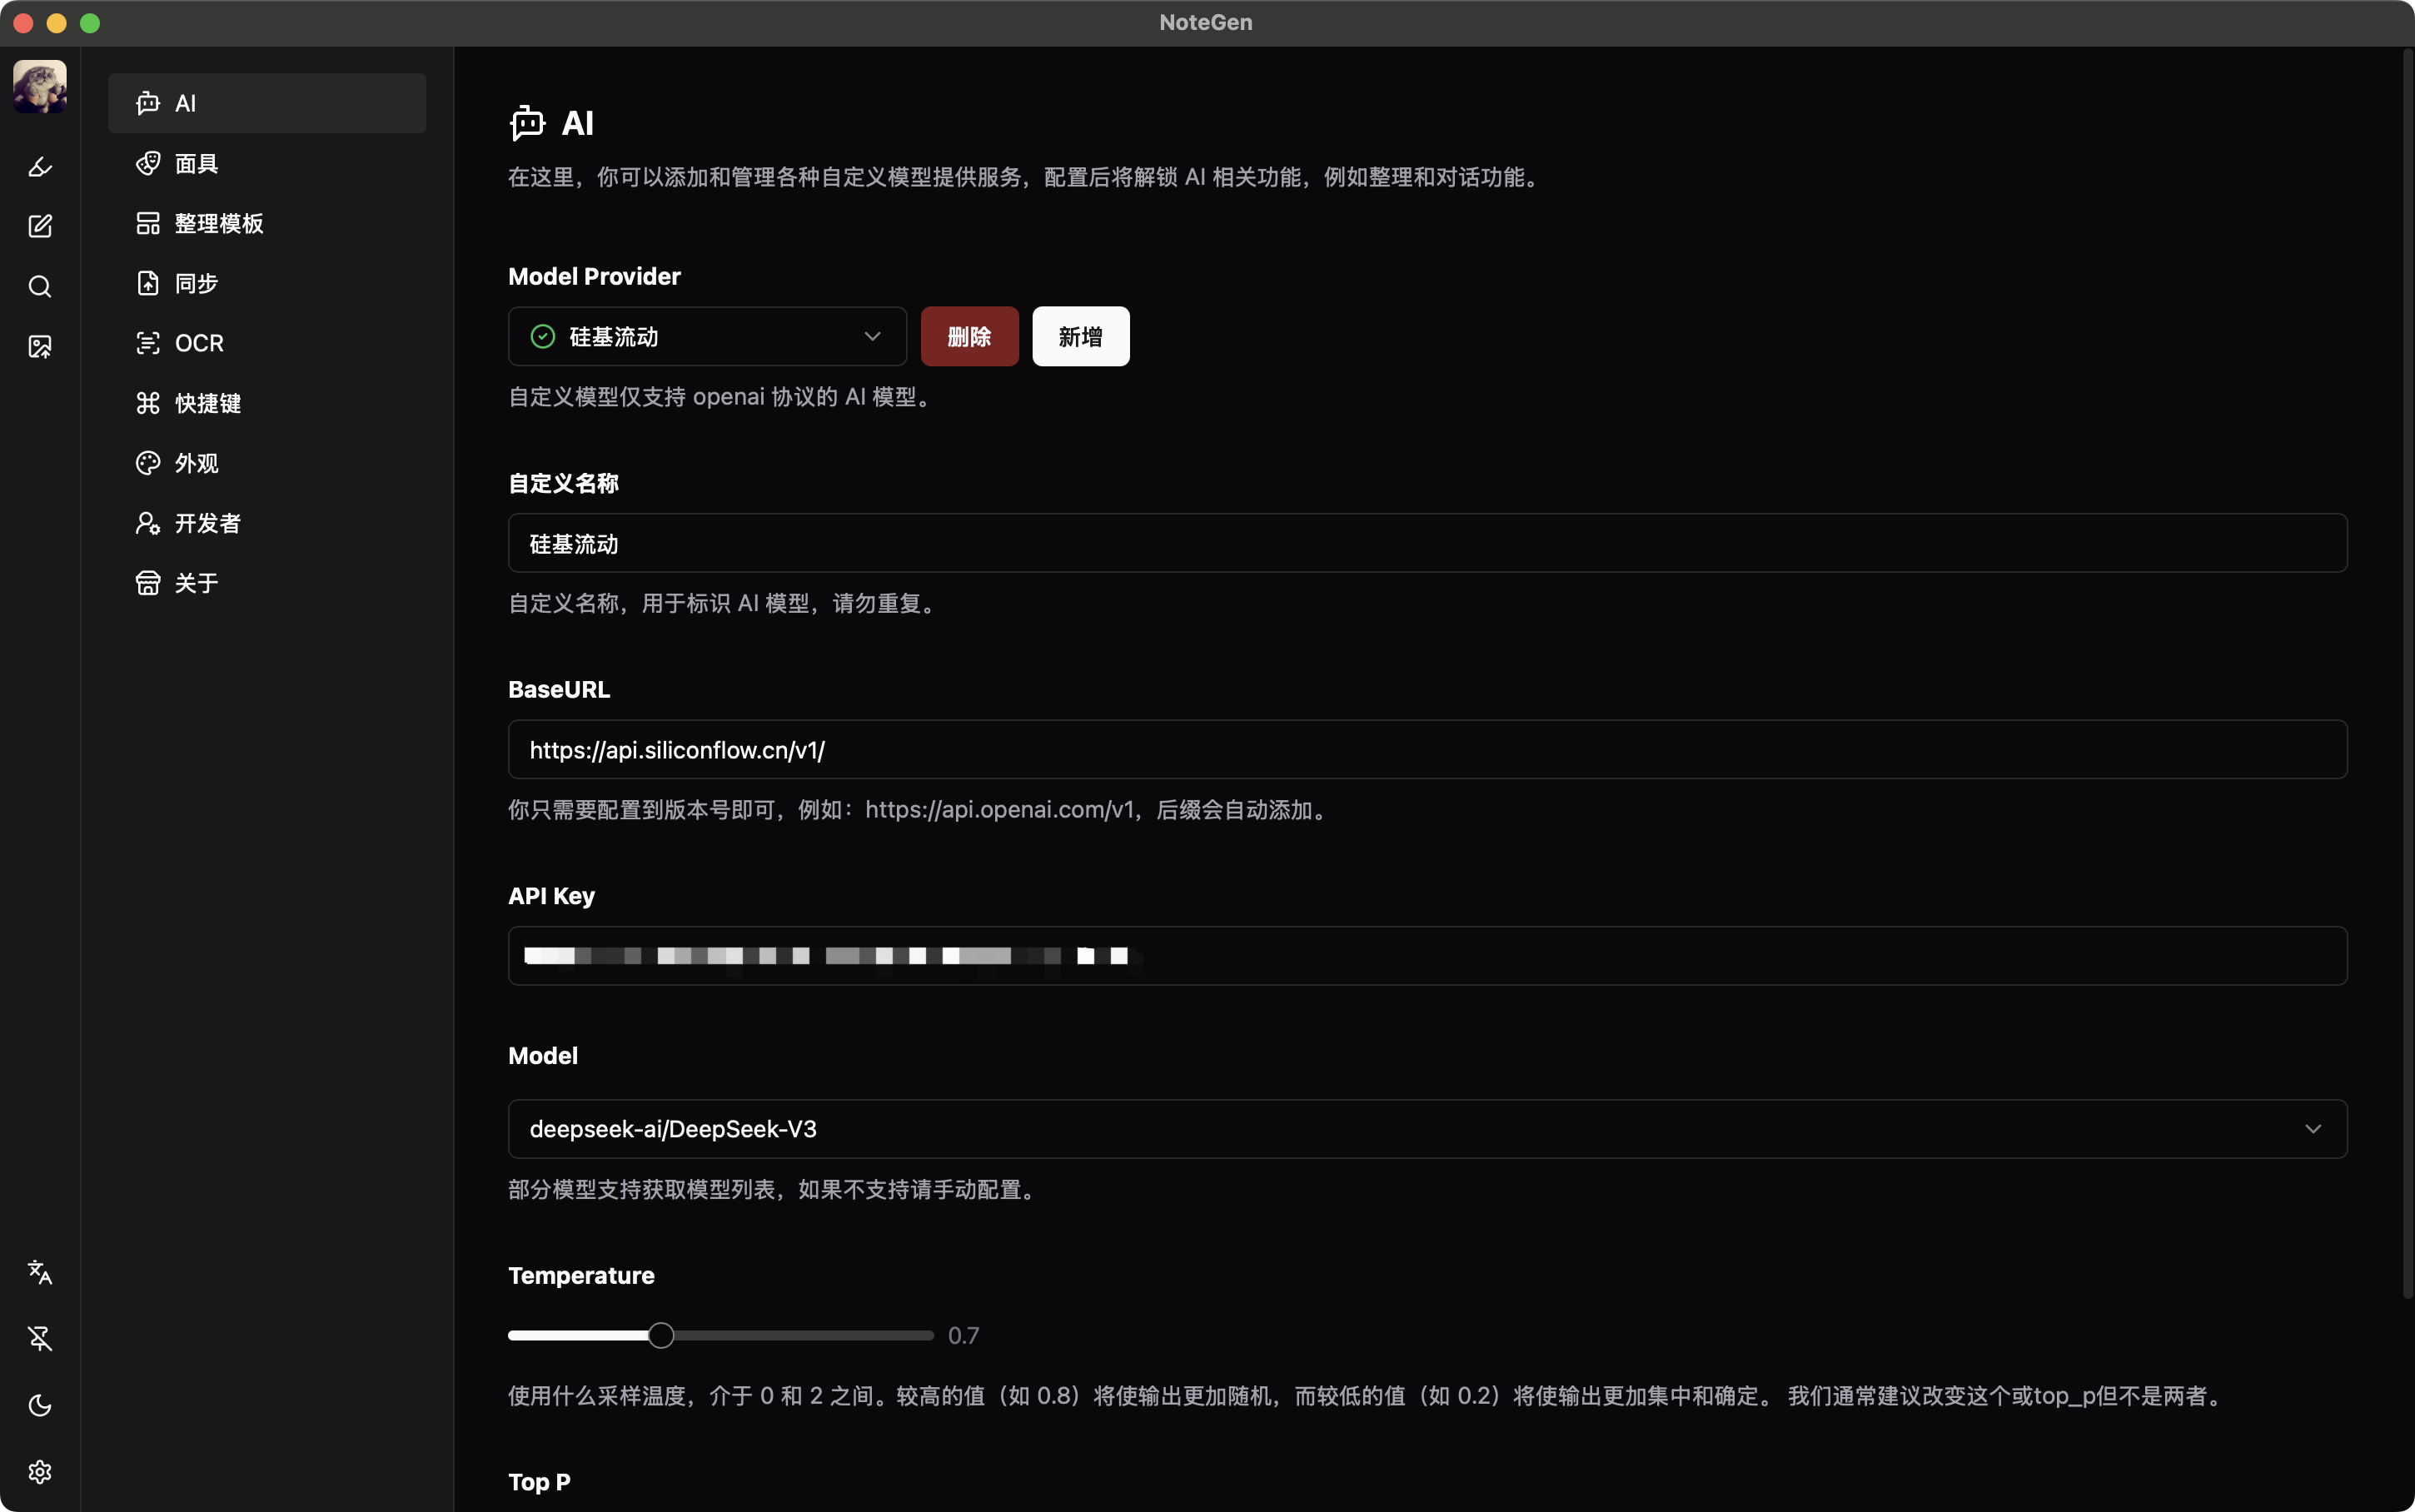 NoteGen
AI
面具
整理模板
同步
OCR
快捷键
外观
开发者
关于
AI
在这里，你可以添加和管理各种自定义模型提供服务，配置后将解锁 AI 相关功能，例如整理和对话功能。
Model Provider
硅基流动
删除
新增
自定义模型仅支持 openai 协议的 AI 模型。
自定义名称
硅基流动
自定义名称，用于标识 AI 模型，请勿重复。
BaseURL
https://api.siliconflow.cn/v1/
你只需要配置到版本号即可，例如：https://api.openai.com/v1，后缀会自动添加。
API Key
Model
deepseek-ai/DeepSeek-V3
部分模型支持获取模型列表，如果不支持请手动配置。
Temperature
0.7
使用什么采样温度，介于 0 和 2 之间。较高的值（如 0.8）将使输出更加随机，而较低的值（如 0.2）将使输出更加集中和确定。 我们通常建议改变这个或top_p但不是两者。
Top P